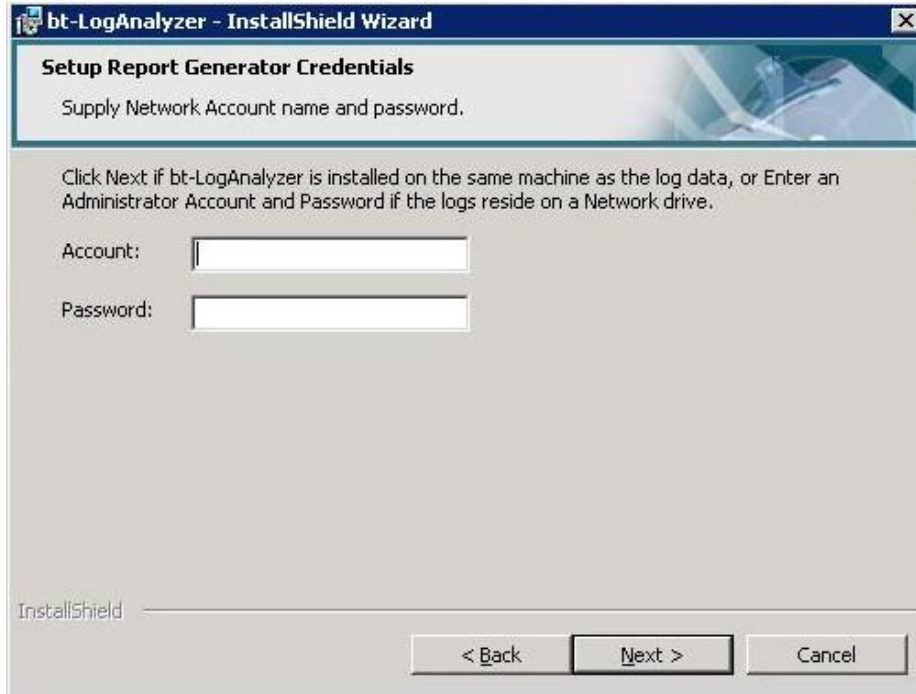 bt-LogAnalyzer - InstallShield Wizard
Setup Report Generator Credentials
Supply Network Account name and password.
Click Next if bt-LogAnalyzer is installed on the same machine as the log data, or Enter an
Administrator Account and Password if the logs reside on a Network drive.
Account:
Password:
InstallShield
< Back
Next >
Cancel